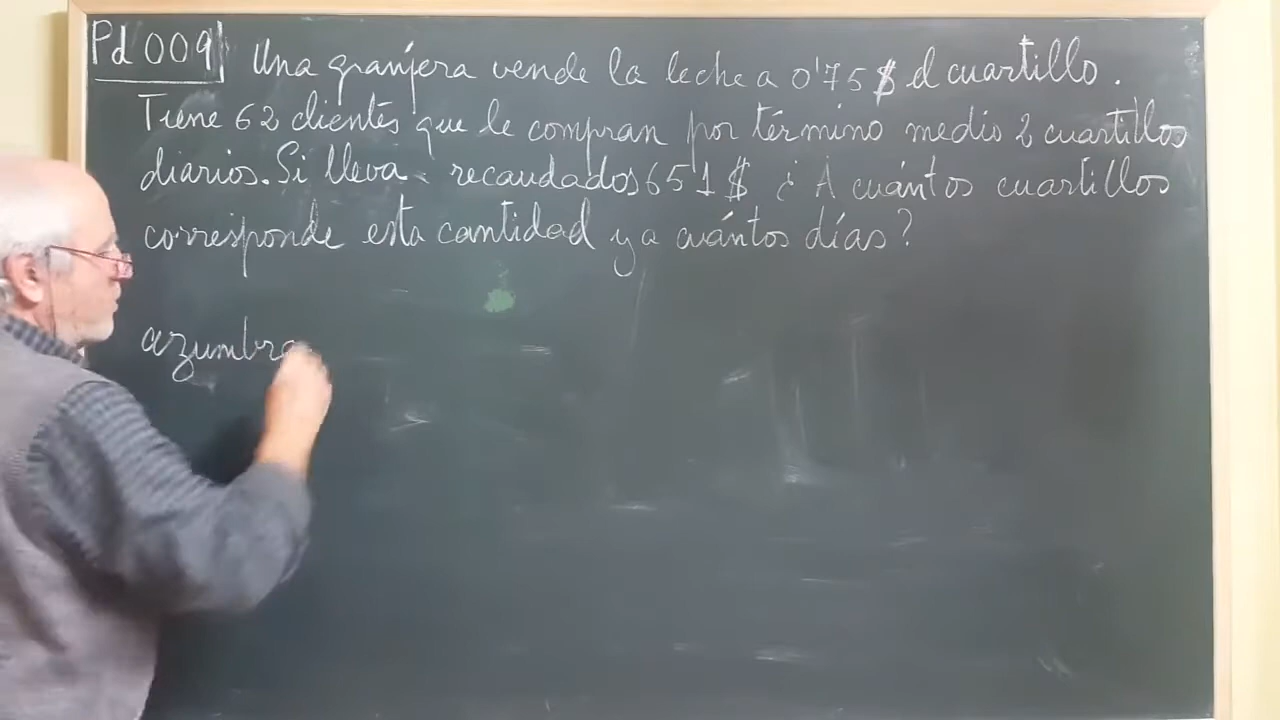 Pd 009 Una granjera vende la leche a 0'75 $ el cuartillo.
Tiene 62 clientes que le compran por término medio 2 cuartillos
diarios. Si lleva recaudados 651 $ ¿A cuántos cuartillos
corresponde esta cantidad y a cuántos días?
azumbre